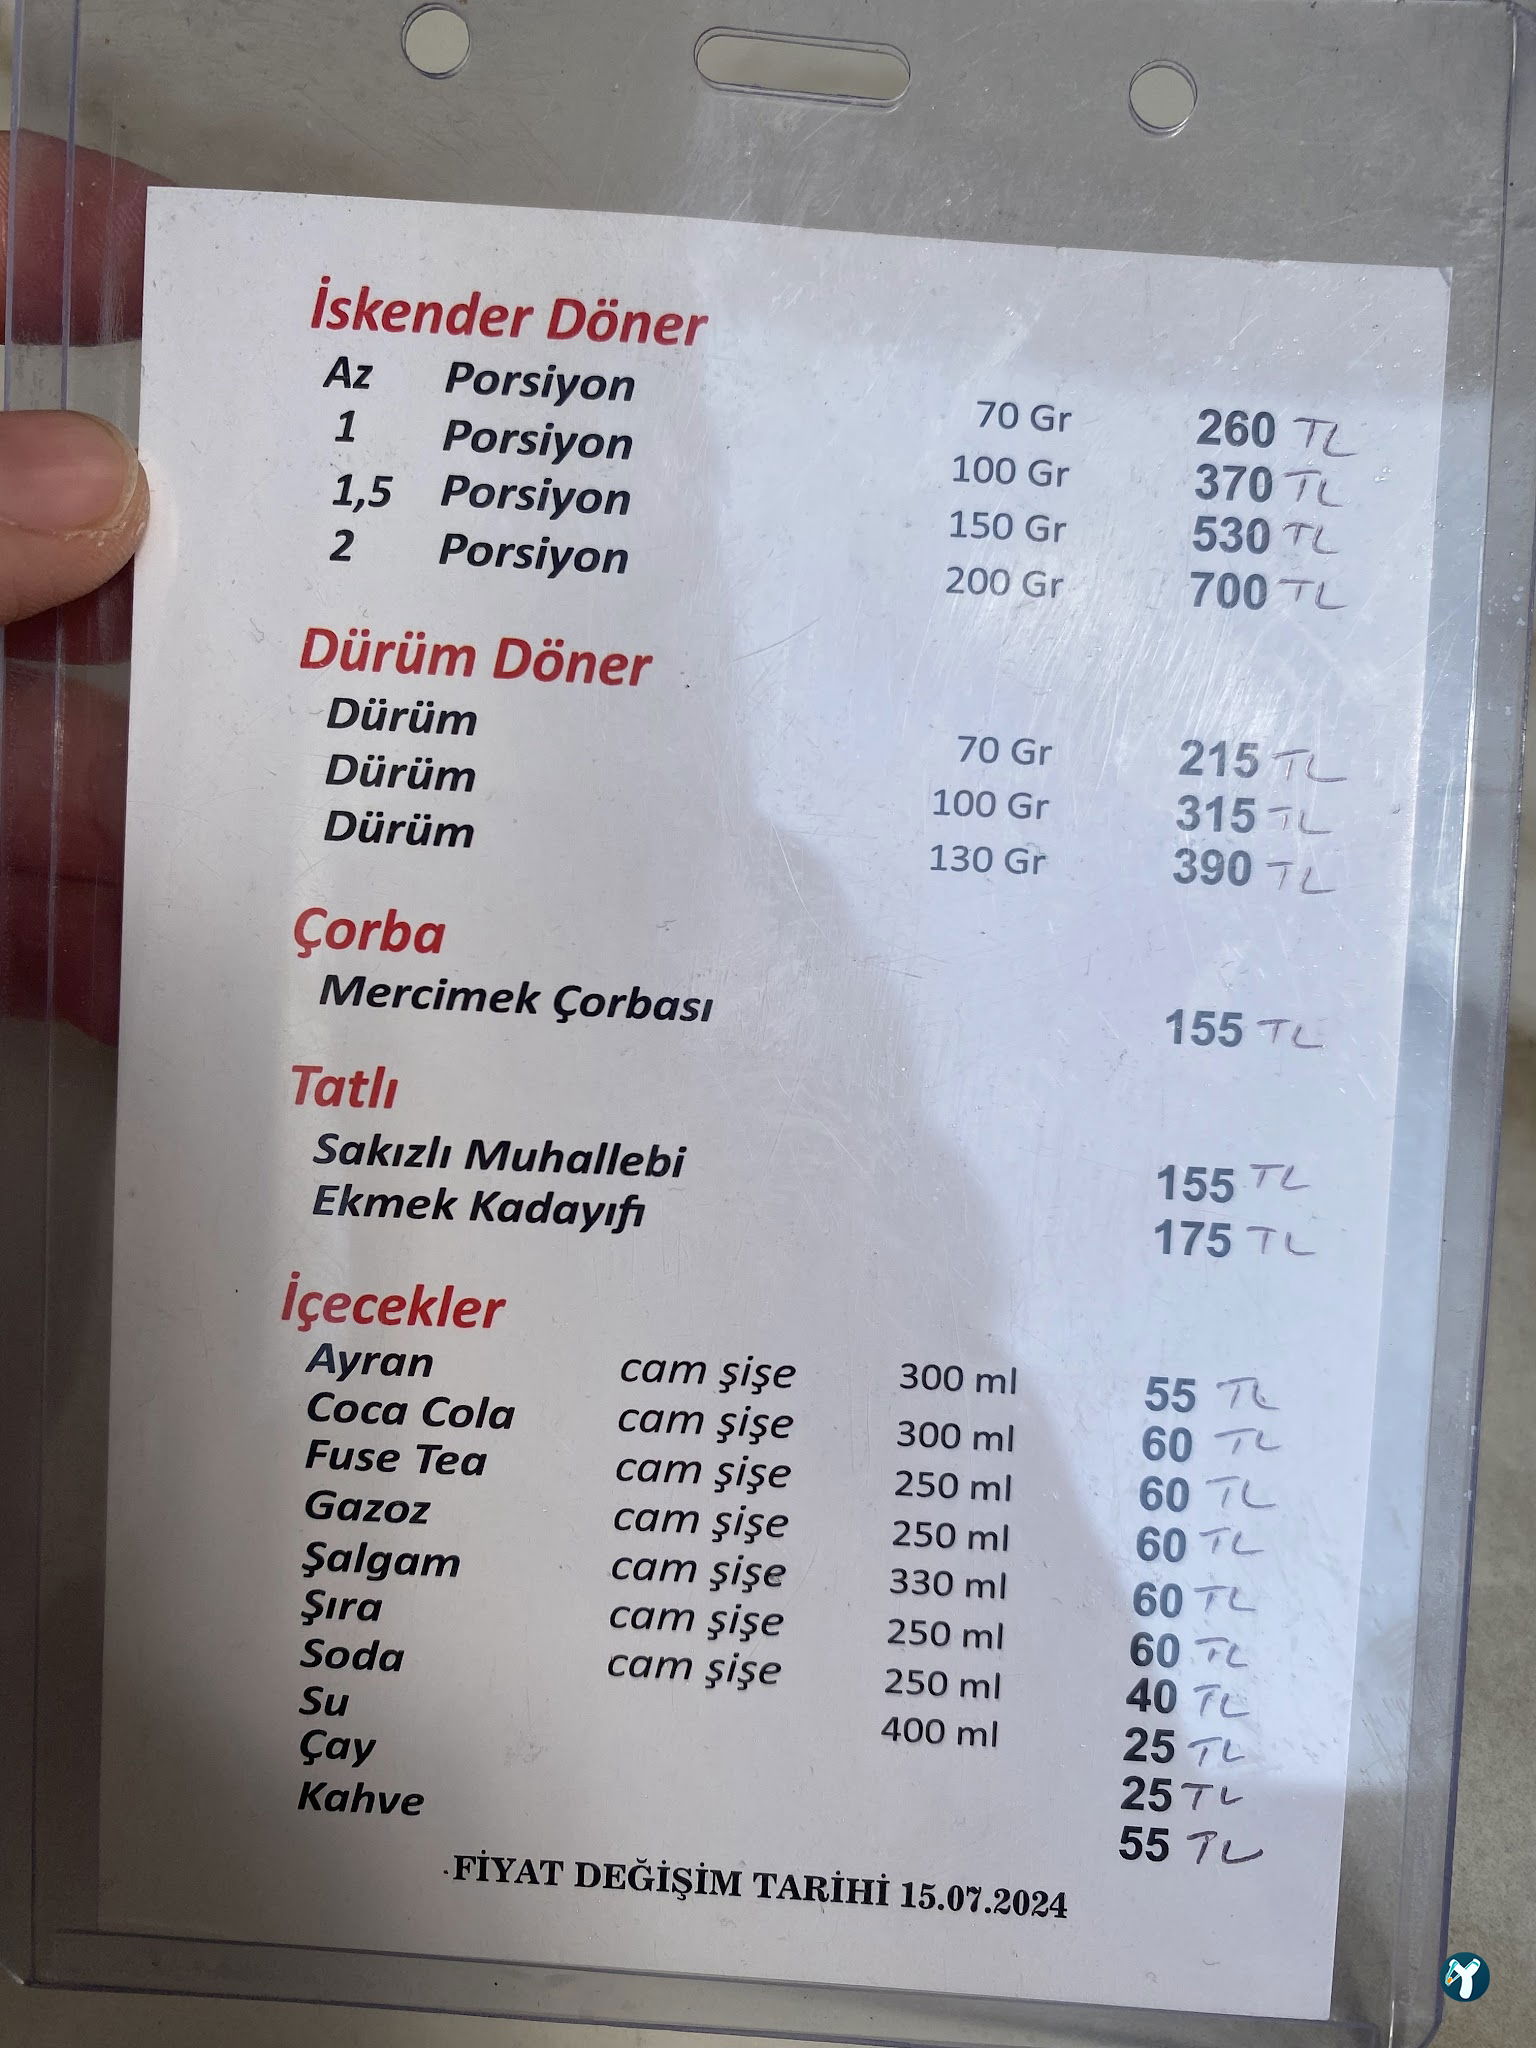 İskender Döner
Az Porsiyon 70 Gr 260 TL
1 Porsiyon 100 Gr 370 TL
1,5 Porsiyon 150 Gr 530 TL
2 Porsiyon 200 Gr 700 TL
Dürüm Döner
Dürüm 70 Gr 215 TL
Dürüm 100 Gr 315 TL
Dürüm 130 Gr 390 TL
Çorba
Mercimek Çorbası 155 TL
Tatlı
Sakızlı Muhallebi 155 TL
Ekmek Kadayıfı 175 TL
İçecekler
Ayran cam şişe 300 ml 55 TL
Coca Cola cam şişe 300 ml 60 TL
Fuse Tea cam şişe 250 ml 60 TL
Gazoz cam şişe 250 ml 60 TL
Şalgam cam şişe 330 ml 60 TL
Şıra cam şişe 250 ml 60 TL
Soda cam şişe 250 ml 40 TL
Su 400 ml 25 TL
Çay 25 TL
Kahve 55 TL
FİYAT DEĞİŞİM TARİHİ 15.07.2024